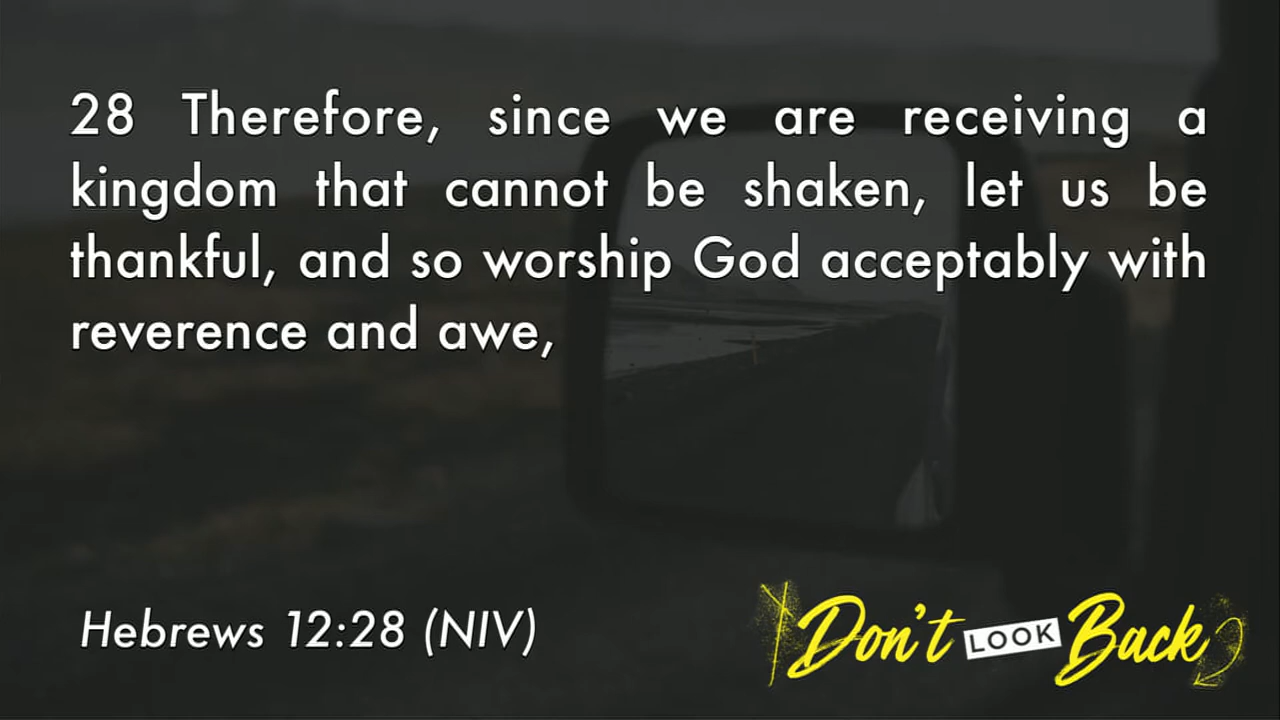 28 Therefore, since we are receiving a
kingdom that cannot be shaken, let us be
thankful, and so worship God acceptably with
reverence and awe,
Hebrews 12:28 (NIV)
Don't LOOK Back